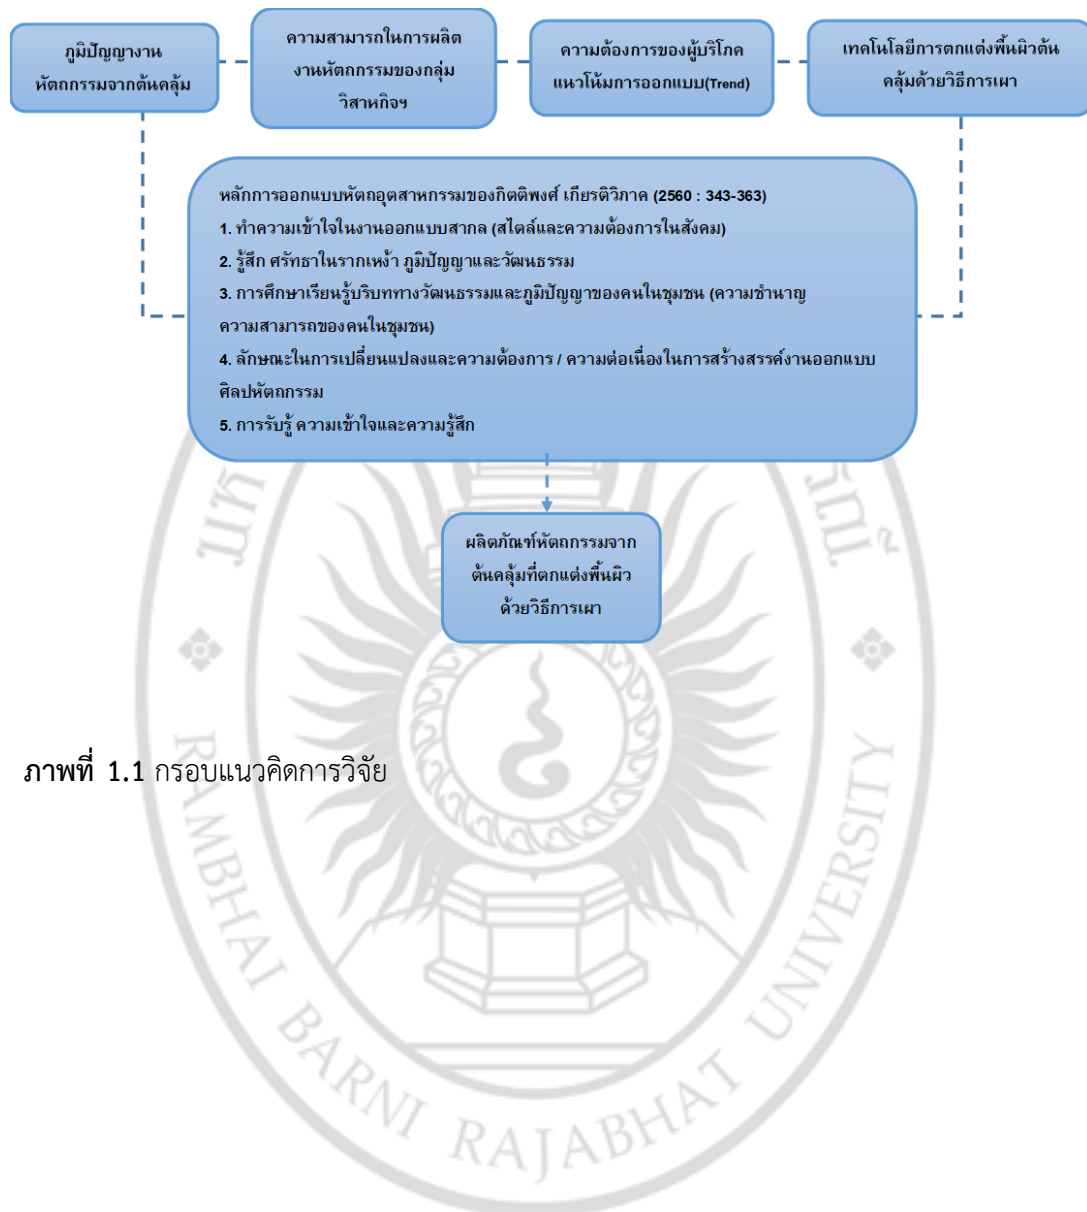 ภูมิปัญญางาน
หัตถกรรมจากต้นคลุ้ม
ความสามารถในการผลิต
งานหัตถกรรมของกลุ่ม
วิสาหกิจฯ
ความต้องการของผู้บริโภค
แนวโน้มการออกแบบ(Trend)
เทคโนโลยีการตกแต่งพื้นผิวต้น
คลุ้มด้วยวิธีการเผา
หลักการออกแบบหัตถอุตสาหกรรมของกิตติพงศ์ เกียรติวิภาค (2560 : 343-363)
1. ทำความเข้าใจในงานออกแบบสากล (สไตล์และความต้องการในสังคม)
2. รู้สึก ศรัทธาในรากเหง้า ภูมิปัญญาและวัฒนธรรม
3. การศึกษาเรียนรู้บริบททางวัฒนธรรมและภูมิปัญญาของคนในชุมชน (ความชำนาญ
ความสามารถของคนในชุมชน)
4. ลักษณะในการเปลี่ยนแปลงและความต้องการ / ความต่อเนื่องในการสร้างสรรค์งานออกแบบ
ศิลปหัตถกรรม
5. การรับรู้ ความเข้าใจและความรู้สึก
ผลิตภัณฑ์หัตถกรรมจาก
ต้นคลุ้มที่ตกแต่งพื้นผิว
ด้วยวิธีการเผา
ภาพที่ 1.1 กรอบแนวคิดการวิจัย
RAMBHAI BARNI RAJABHAT UNIVERSITY